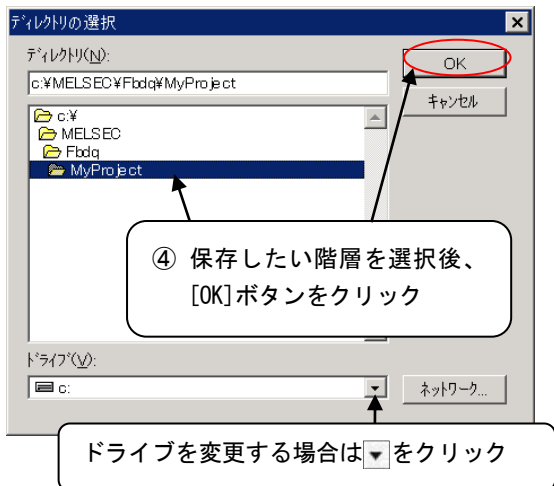 ディレクトリの選択
ディレクトリ(N):
c:¥MELSEC¥Fbdq¥MyProject
OK
キャンセル
c:¥
MELSEC
Fbdq
MyProject
④ 保存したい階層を選択後、
[OK]ボタンをクリック
ドライブ(V):
c:
ネットワーク...
ドライブを変更する場合は▼をクリック